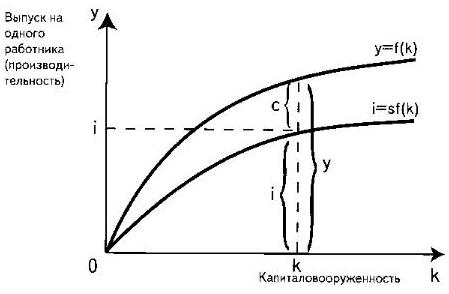 Выпуск на
одного
работника
(производи-
тельность)
y
y=f(k)
i=sf(k)
c
i
y
i
0
k
k
Капиталовооруженность